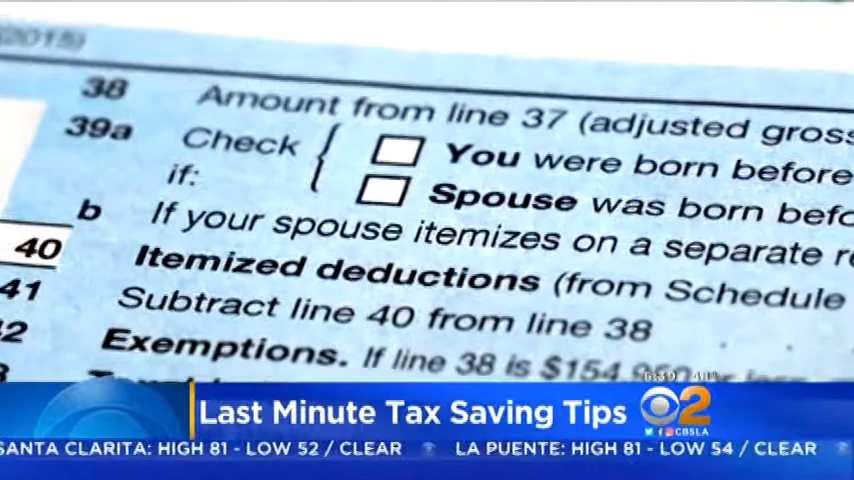 (2015)
38 Amount from line 37 (adjusted gross
39a Check if: You were born before
Spouse was born befo
b If your spouse itemizes on a separate re
40 Itemized deductions (from Schedule
41 Subtract line 40 from line 38
42 Exemptions. If line 38 is $154,
Last Minute Tax Saving Tips
2
CBSLA
SANTA CLARITA: HIGH 81 - LOW 52 / CLEAR LA PUENTE: HIGH 81 - LOW 54 / CLEAR